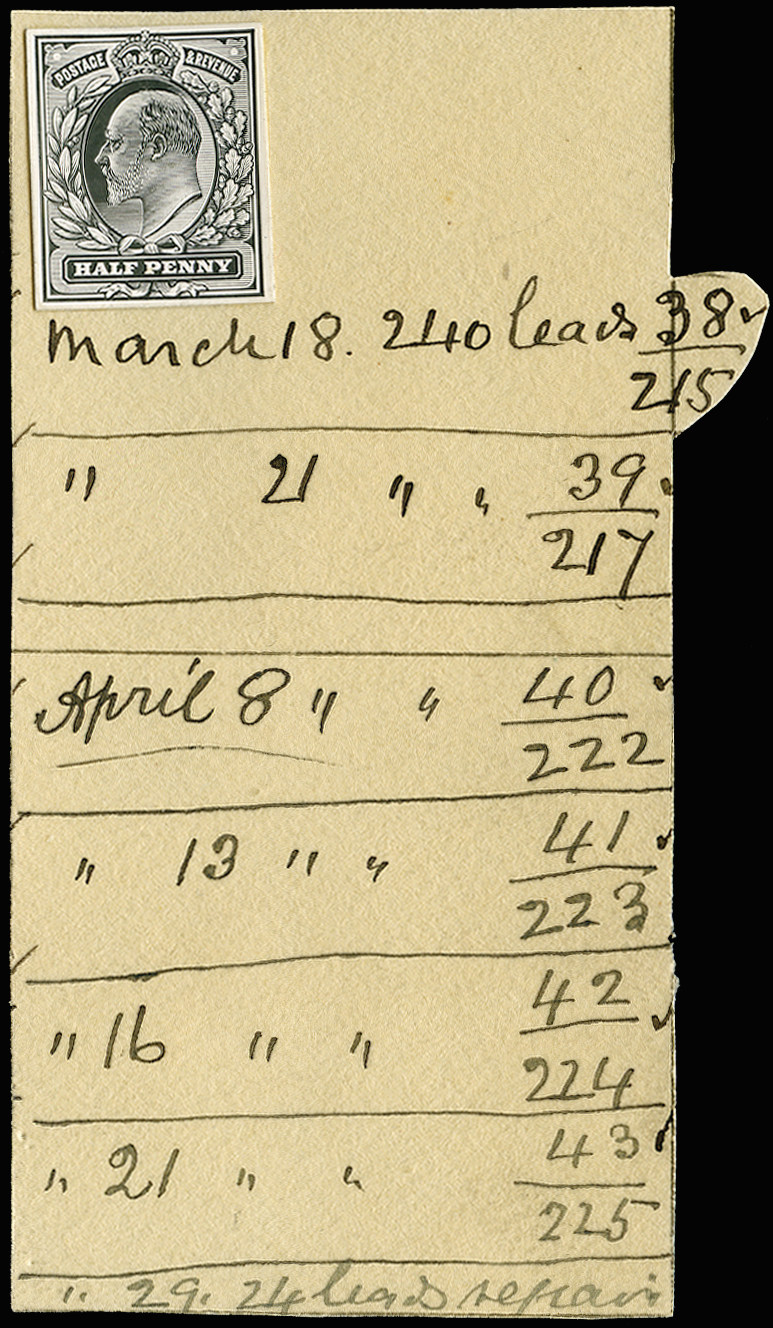 POSTAGE & REVENUE
HALF PENNY
March 18. 240 leads 38
215
" 21 " " 39
217
April 8 " " 40
222
" 13 " " 41
223
" 16 " " 42
224
" 21 " " 43
225
" 29. 24 leads repair